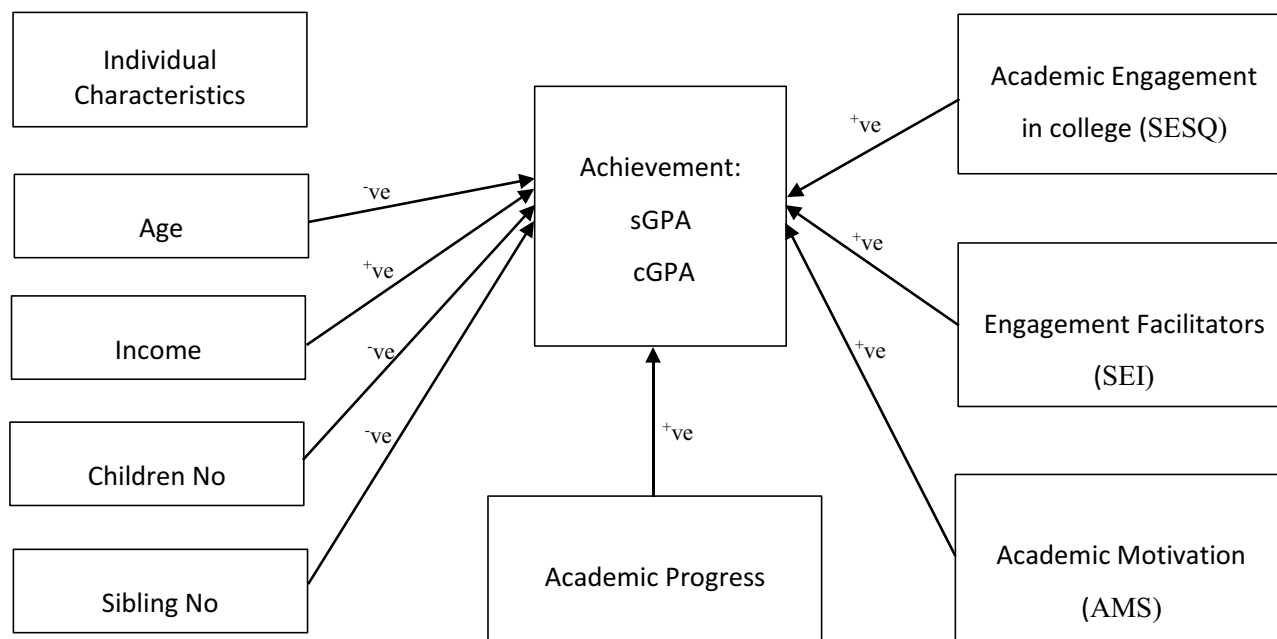 Individual
Characteristics
Age
Income
Children No
Sibling No
-ve
+ve
-ve
-ve
Achievement:
sGPA
cGPA
+ve
Academic Progress
+ve
+ve
+ve
Academic Engagement
in college (SESQ)
Engagement Facilitators
(SEI)
Academic Motivation
(AMS)